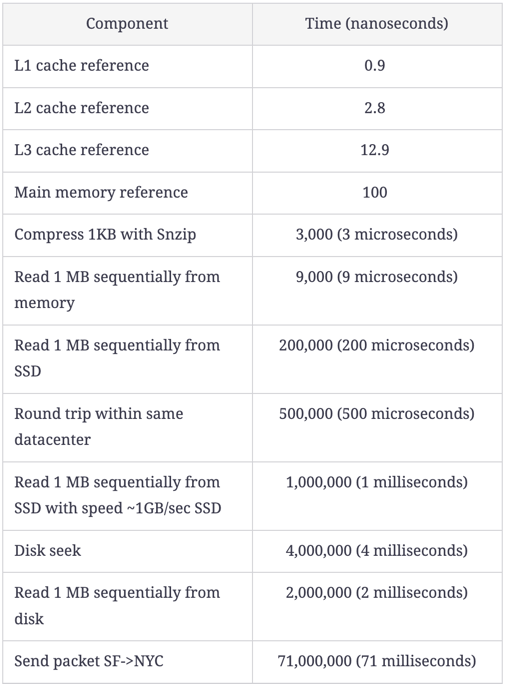 Component Time (nanoseconds)
L1 cache reference 0.9
L2 cache reference 2.8
L3 cache reference 12.9
Main memory reference 100
Compress 1KB with Snzip 3,000 (3 microseconds)
Read 1 MB sequentially from 9,000 (9 microseconds)
memory
Read 1 MB sequentially from 200,000 (200 microseconds)
SSD
Round trip within same 500,000 (500 microseconds)
datacenter
Read 1 MB sequentially from 1,000,000 (1 milliseconds)
SSD with speed ~1GB/sec SSD
Disk seek 4,000,000 (4 milliseconds)
Read 1 MB sequentially from 2,000,000 (2 milliseconds)
disk
Send packet SF->NYC 71,000,000 (71 milliseconds)